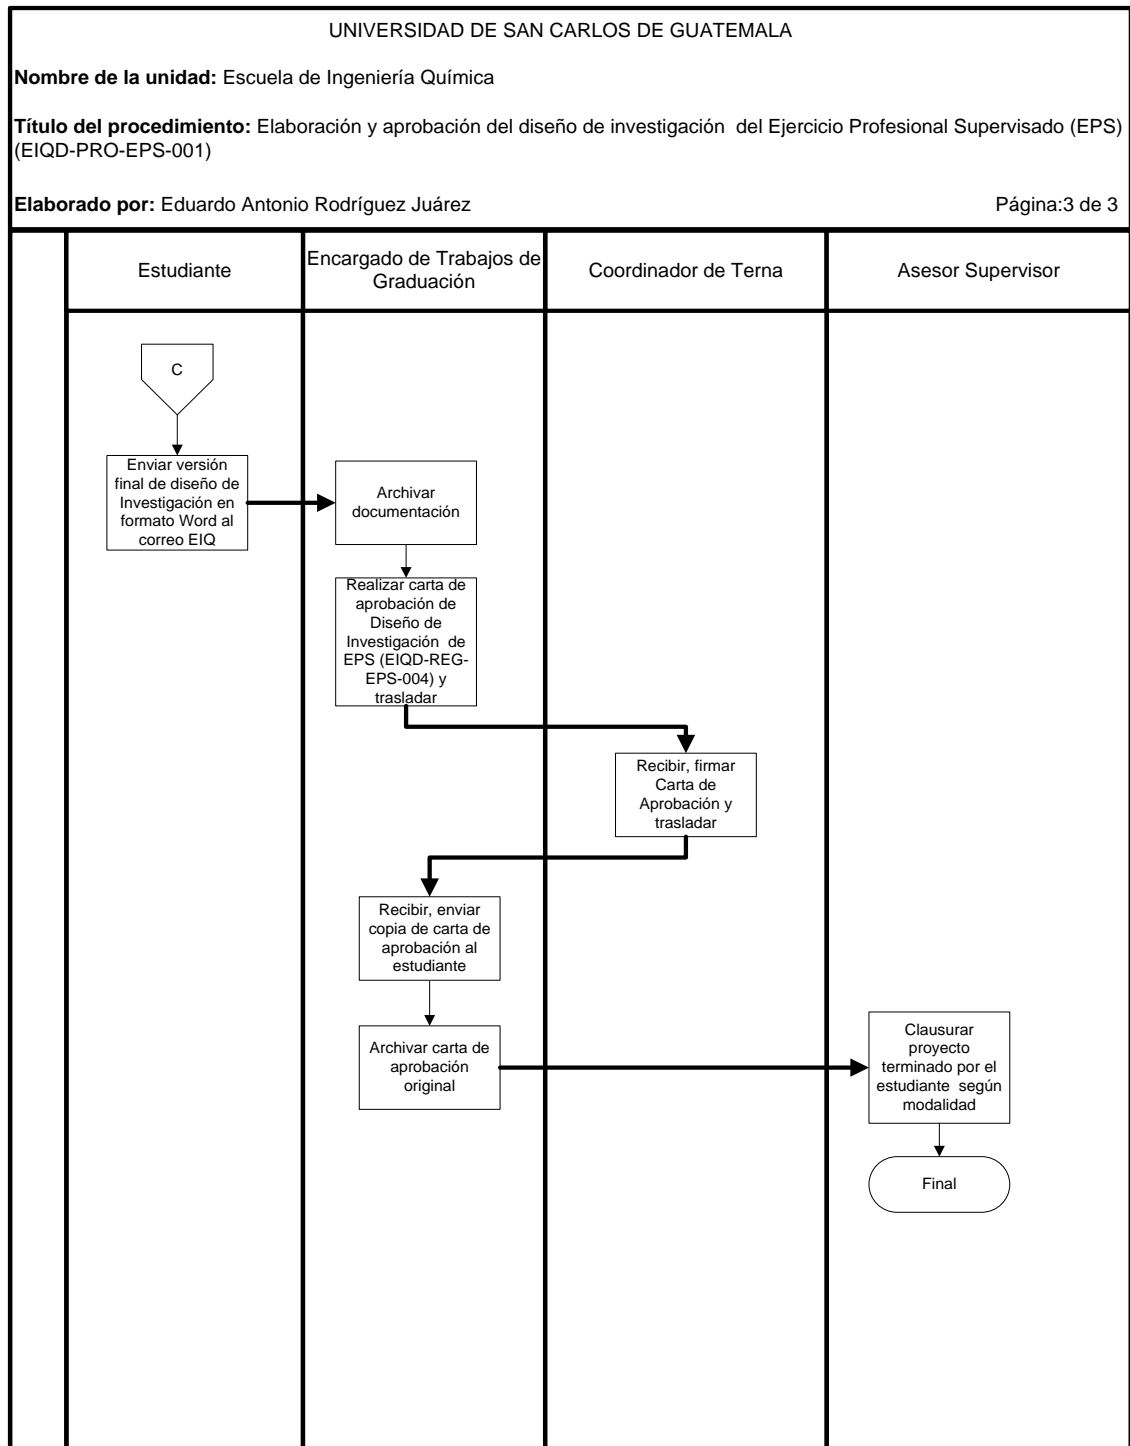 UNIVERSIDAD DE SAN CARLOS DE GUATEMALA
Nombre de la unidad: Escuela de Ingeniería Química
Título del procedimiento: Elaboración y aprobación del diseño de investigación  del Ejercicio Profesional Supervisado (EPS)
(EIQD-PRO-EPS-001)
Elaborado por: Eduardo Antonio Rodríguez Juárez
Página:3 de 3
Estudiante
Encargado de Trabajos de
Graduación
Coordinador de Terna
Asesor Supervisor
C
Enviar versión
final de diseño de
Investigación en
formato Word al
correo EIQ
Archivar
documentación
Realizar carta de
aprobación de
Diseño de
Investigación  de
EPS (EIQD-REG-
EPS-004) y
trasladar
Recibir, firmar
Carta de
Aprobación y
trasladar
Recibir, enviar
copia de carta de
aprobación al
estudiante
Archivar carta de
aprobación
original
Clausurar
proyecto
terminado por el
estudiante  según
modalidad
Final